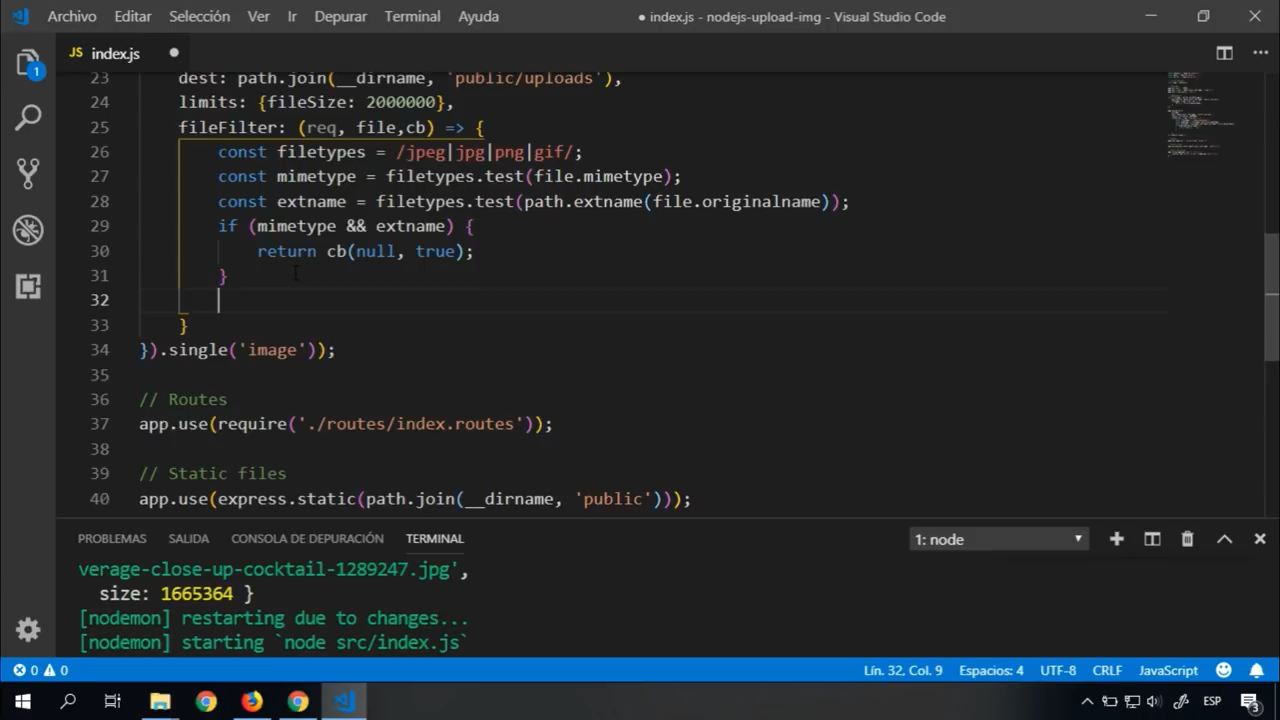 Archivo Editar Selección Ver Ir Depurar Terminal Ayuda ● index.js - nodejs-upload-img - Visual Studio Code
JS index.js
23 dest: path.join(__dirname, 'public/uploads'),
24 limits: {fileSize: 2000000},
25 fileFilter: (req, file,cb) => {
26 const filetypes = /jpeg|jpg|png|gif/;
27 const mimetype = filetypes.test(file.mimetype);
28 const extname = filetypes.test(path.extname(file.originalname));
29 if (mimetype && extname) {
30 return cb(null, true);
31 }
32
33 }
34 }).single('image'));
35
36 // Routes
37 app.use(require('./routes/index.routes'));
38
39 // Static files
40 app.use(express.static(path.join(__dirname, 'public')));
1
PROBLEMAS SALIDA CONSOLA DE DEPURACIÓN TERMINAL 1: node
verage-close-up-cocktail-1289247.jpg',
size: 1665364 }
[nodemon] restarting due to changes...
[nodemon] starting `node src/index.js`
0 0 Lín. 32, Col. 9 Espacios: 4 UTF-8 CRLF JavaScript
ESP 3